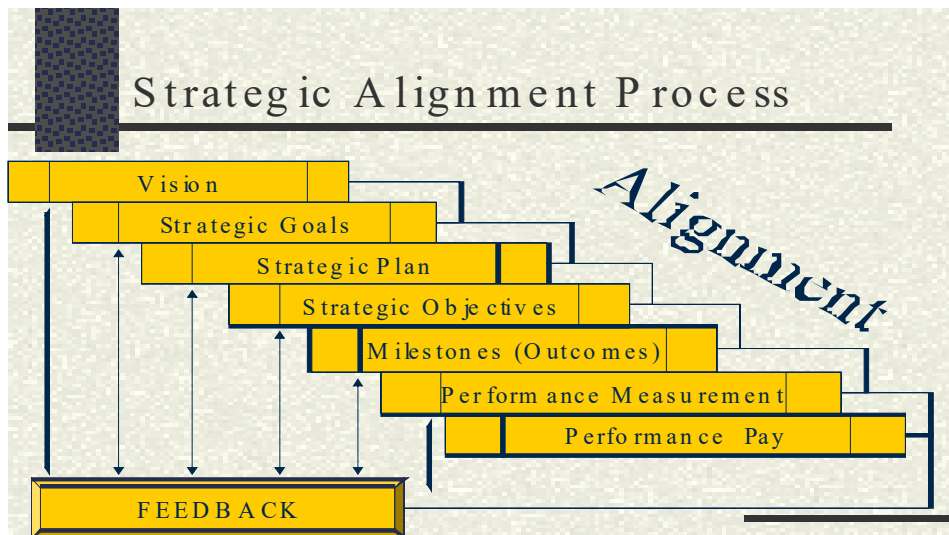 Strategic Alignment Process
Alignment
Vision
Strategic Goals
Strategic Plan
Strategic Objectives
Milestones (Outcomes)
Performance Measurement
Performance Pay
FEEDBACK